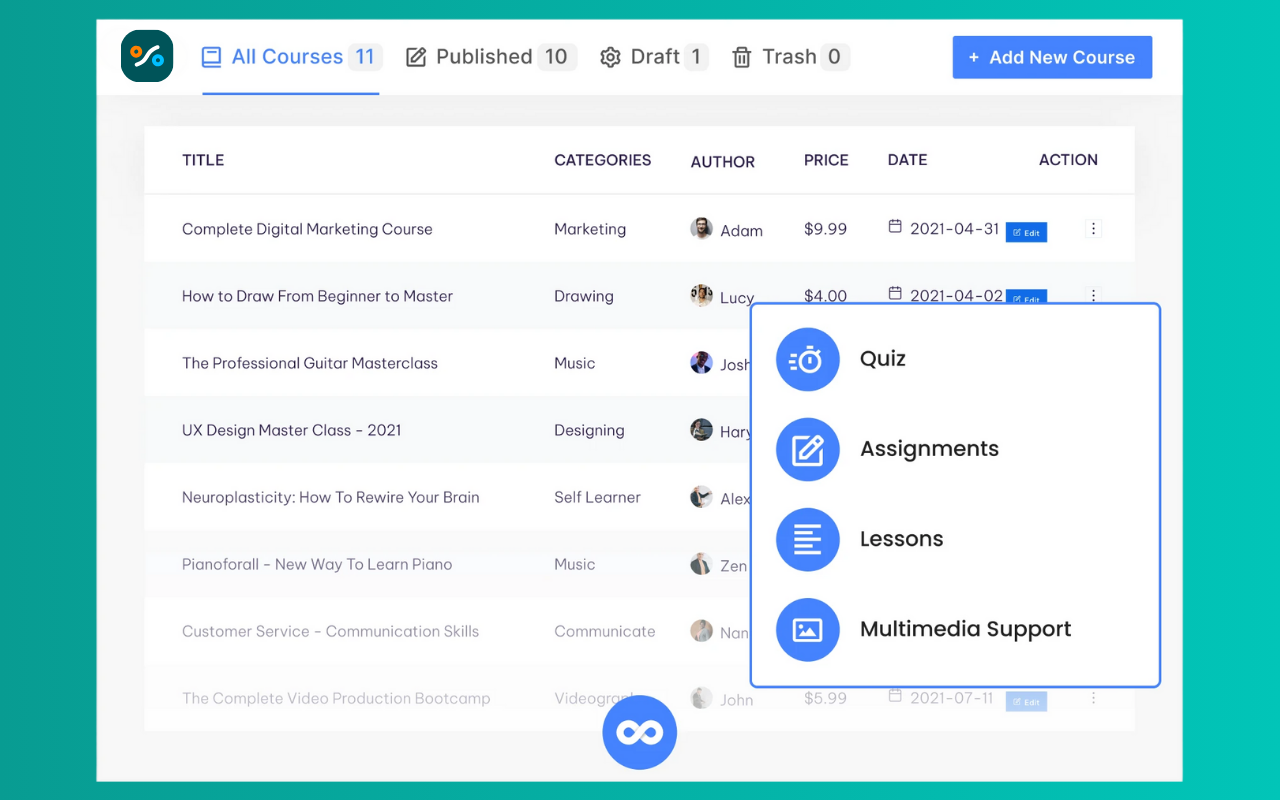 All Courses 11 Published 10 Draft 1 Trash 0 + Add New Course
TITLE CATEGORIES AUTHOR PRICE DATE ACTION
Complete Digital Marketing Course Marketing Adam $9.99 2021-04-31 Edit
How to Draw From Beginner to Master Drawing Lucy $4.00 2021-04-02 Edit
The Professional Guitar Masterclass Music Josh
UX Design Master Class - 2021 Designing Hary
Neuroplasticity: How To Rewire Your Brain Self Learner Alex
Pianoforall - New Way To Learn Piano Music Zen
Customer Service - Communication Skills Communicate Nan
The Complete Video Production Bootcamp John $5.99 2021-07-11 Edit
Quiz
Assignments
Lessons
Multimedia Support